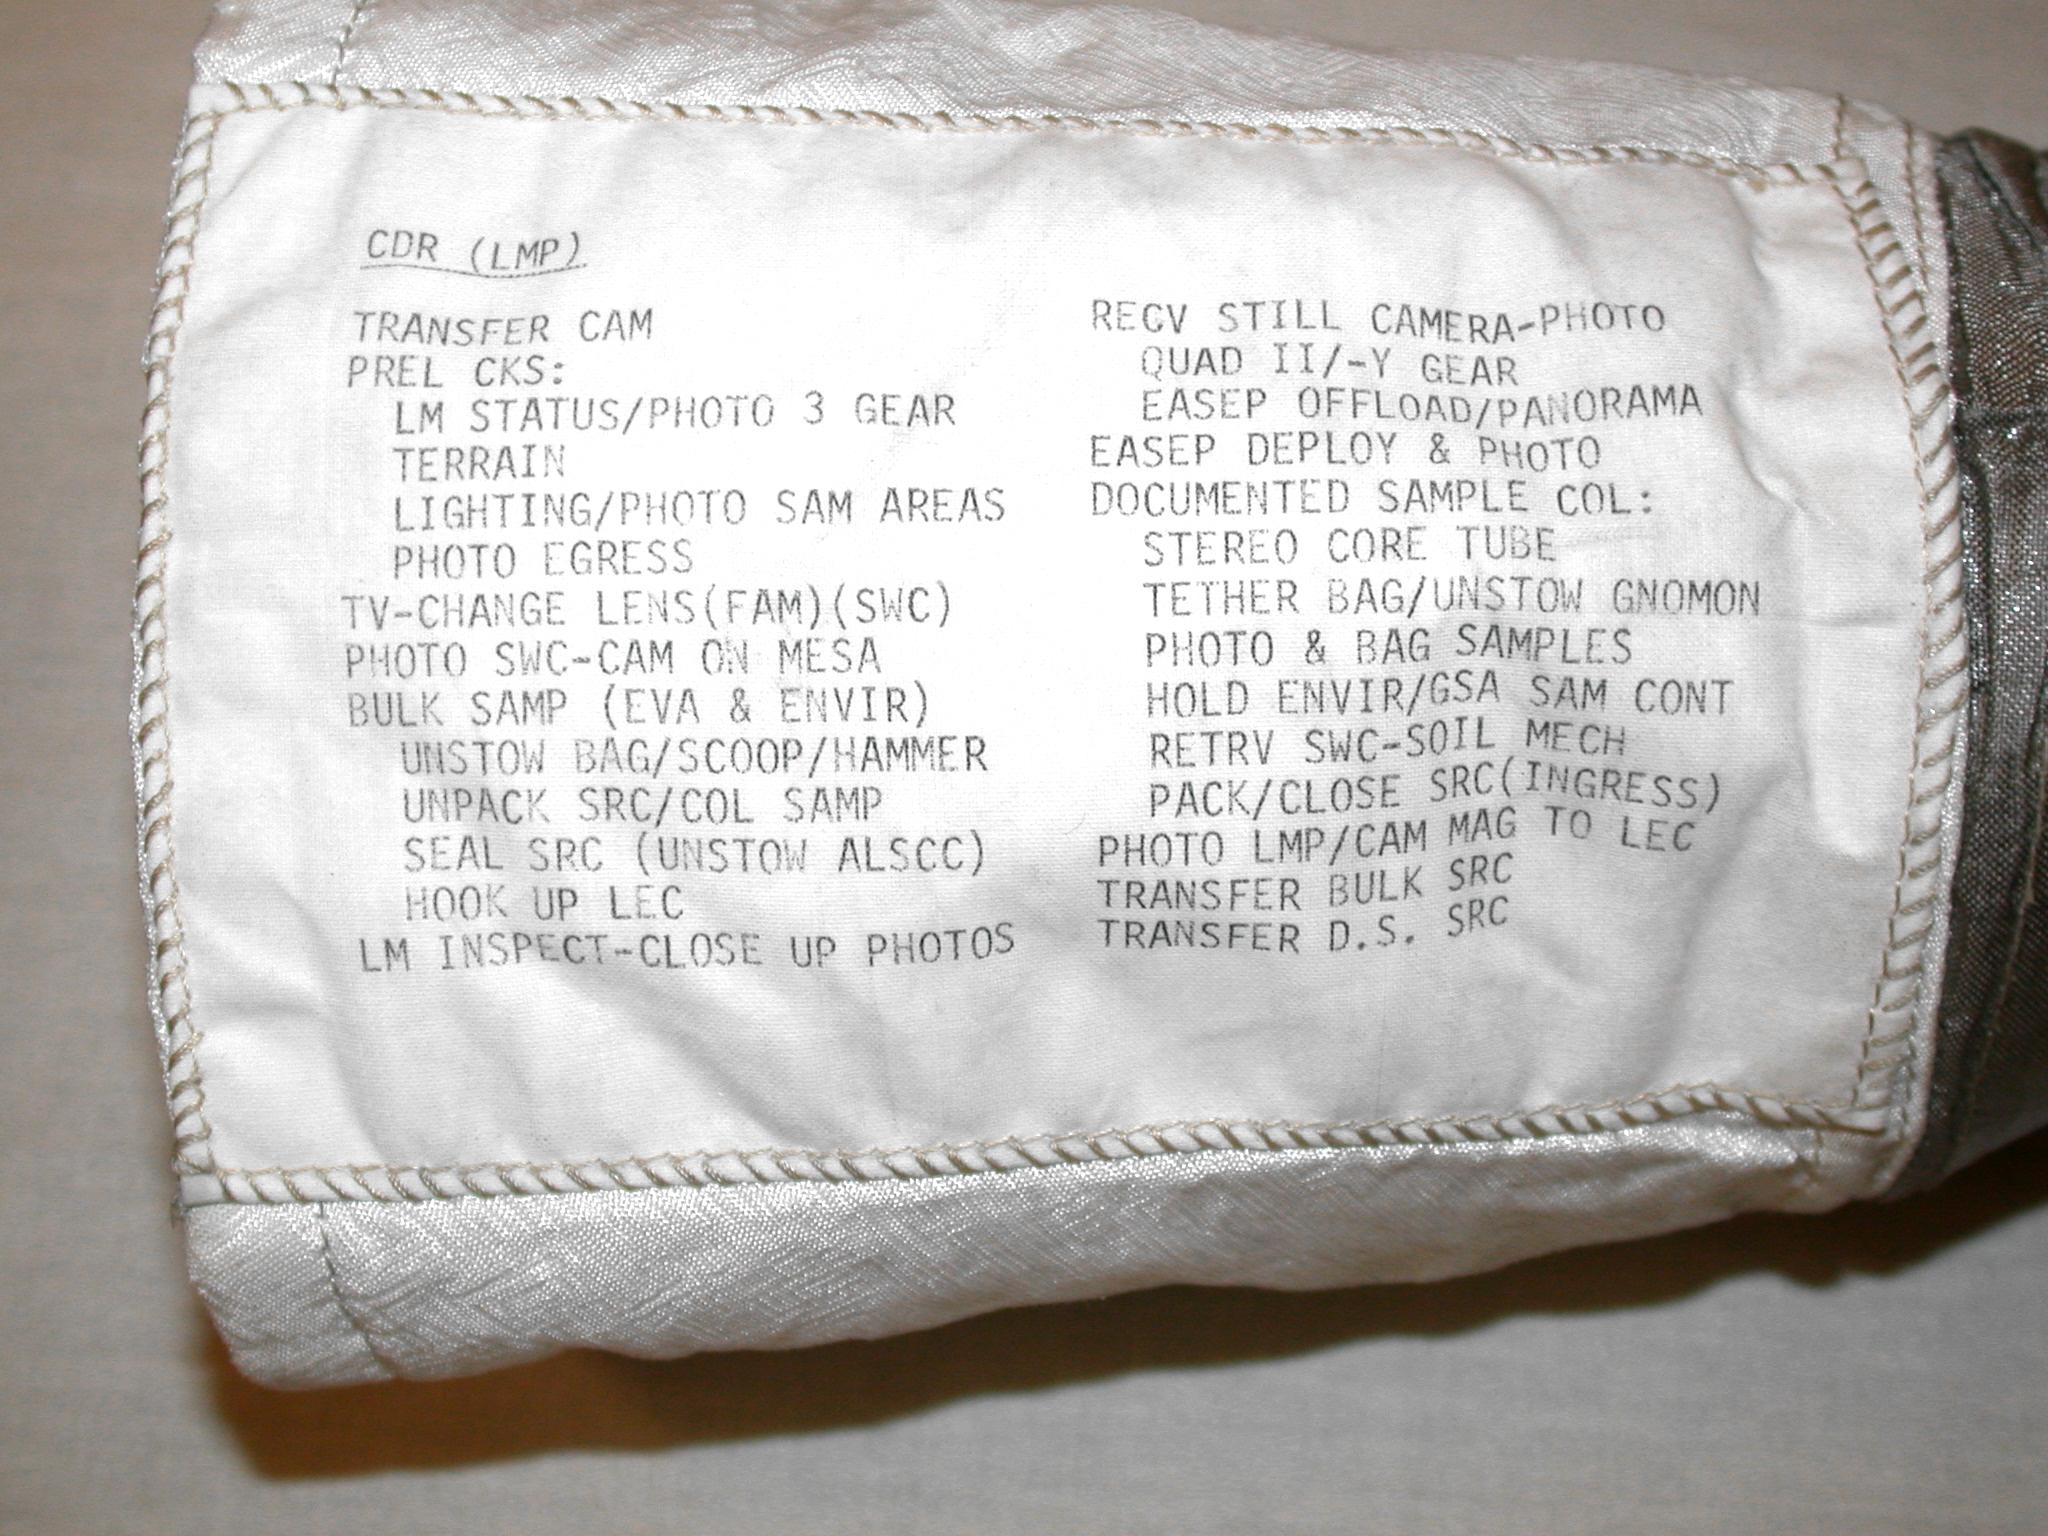 CDR (LMP)
TRANSFER CAM
PREL CKS:
LM STATUS/PHOTO 3 GEAR
TERRAIN
LIGHTING/PHOTO SAM AREAS
PHOTO EGRESS
TV-CHANGE LENS(FAM)(SWC)
PHOTO SWC-CAM ON MESA
BULK SAMP (EVA & ENVIR)
UNSTOW BAG/SCOOP/HAMMER
UNPACK SRC/COL SAMP
SEAL SRC (UNSTOW ALSCC)
HOOK UP LEC
LM INSPECT-CLOSE UP PHOTOS
RECV STILL CAMERA-PHOTO
QUAD II/-Y GEAR
EASEP OFFLOAD/PANORAMA
EASEP DEPLOY & PHOTO
DOCUMENTED SAMPLE COL:
STEREO CORE TUBE
TETHER BAG/UNSTOW GNOMON
PHOTO & BAG SAMPLES
HOLD ENVIR/GSA SAM CONT
RETRV SWC-SOIL MECH
PACK/CLOSE SRC(INGRESS)
PHOTO LMP/CAM MAG TO LEC
TRANSFER BULK SRC
TRANSFER D.S. SRC